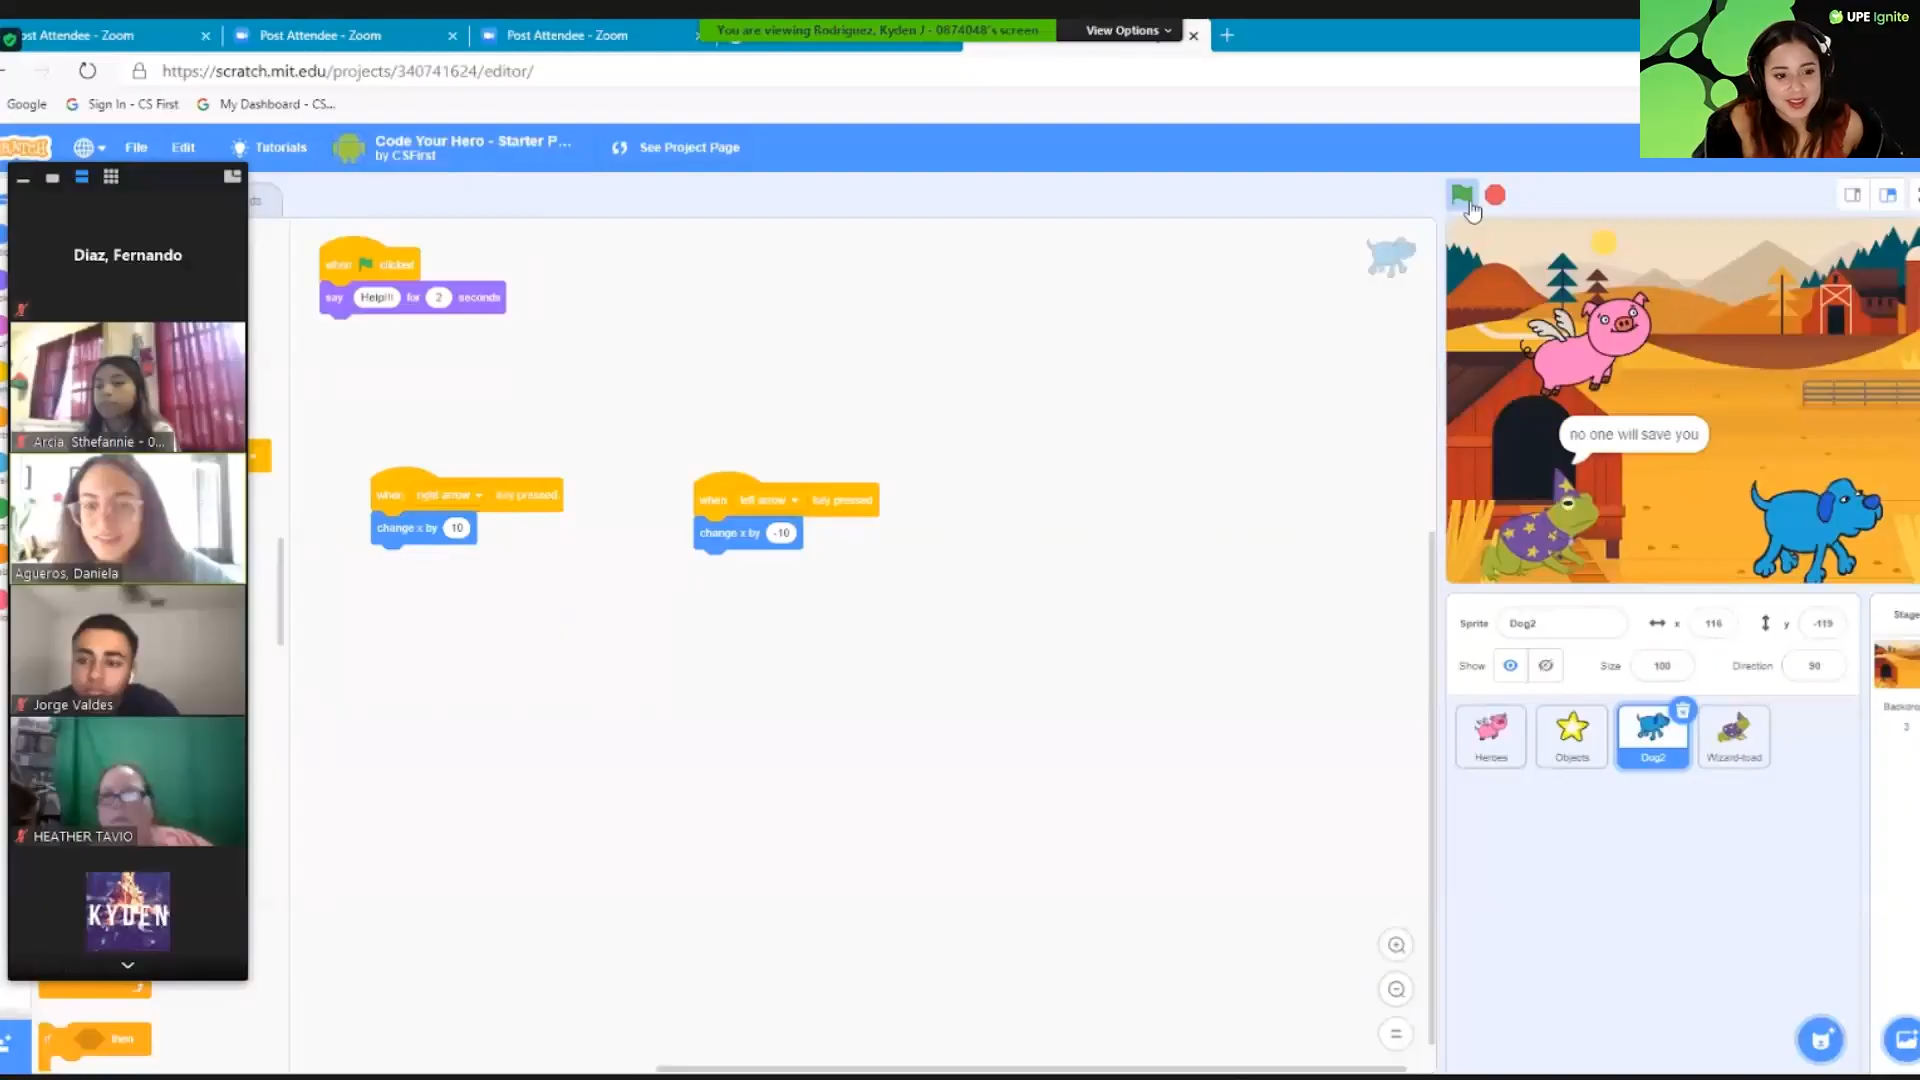 UPE Ignite
ost Attendee - Zoom
Post Attendee - Zoom
Post Attendee - Zoom
You are viewing Rodriguez, Kyden J - 0874048's screen
View Options
https://scratch.mit.edu/projects/340741624/editor/
Google
Sign In - CS First
My Dashboard - CS...
File
Edit
Tutorials
Code Your Hero - Starter P...
by CSFirst
See Project Page
Diaz, Fernando
Arcia, Sthefannie - 0...
Agueros, Daniela
Jorge Valdes
HEATHER TAVIO
KYDEN
when clicked
say Help!!! for 2 seconds
when right arrow key pressed
change x by 10
when left arrow key pressed
change x by -10
then
no one will save you
Sprite Dog2 x 116 y -119
Show Size 100 Direction 90
Heroes
Objects
Dog2
Wizard-toad
Stage
Backdro
3